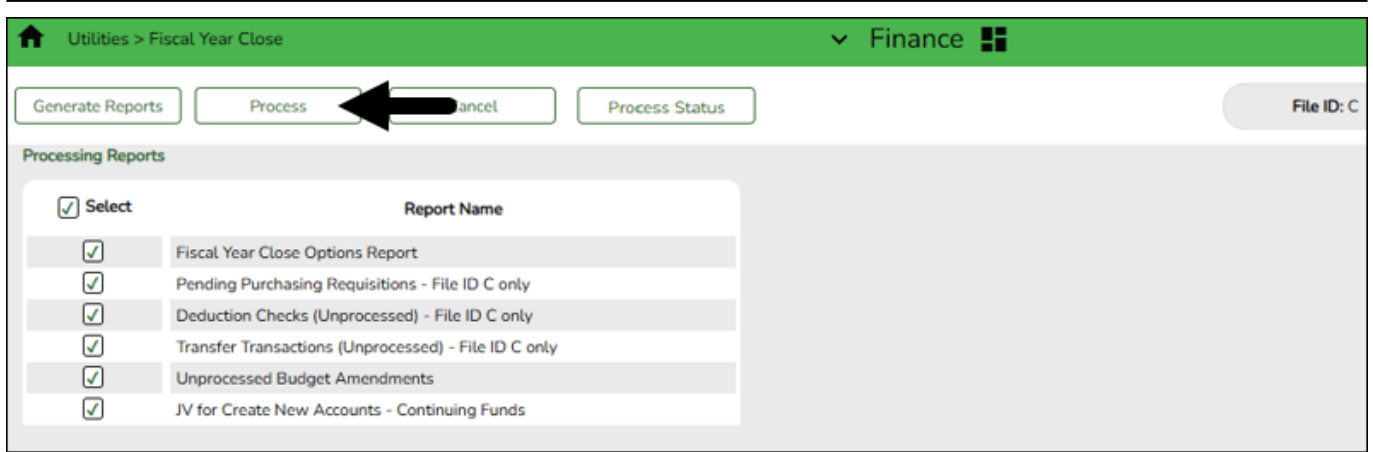 Utilities > Fiscal Year Close
Finance
Generate Reports
Process
ancel
Process Status
File ID: C
Processing Reports
Select Report Name
Fiscal Year Close Options Report
Pending Purchasing Requisitions - File ID C only
Deduction Checks (Unprocessed) - File ID C only
Transfer Transactions (Unprocessed) - File ID C only
Unprocessed Budget Amendments
JV for Create New Accounts - Continuing Funds